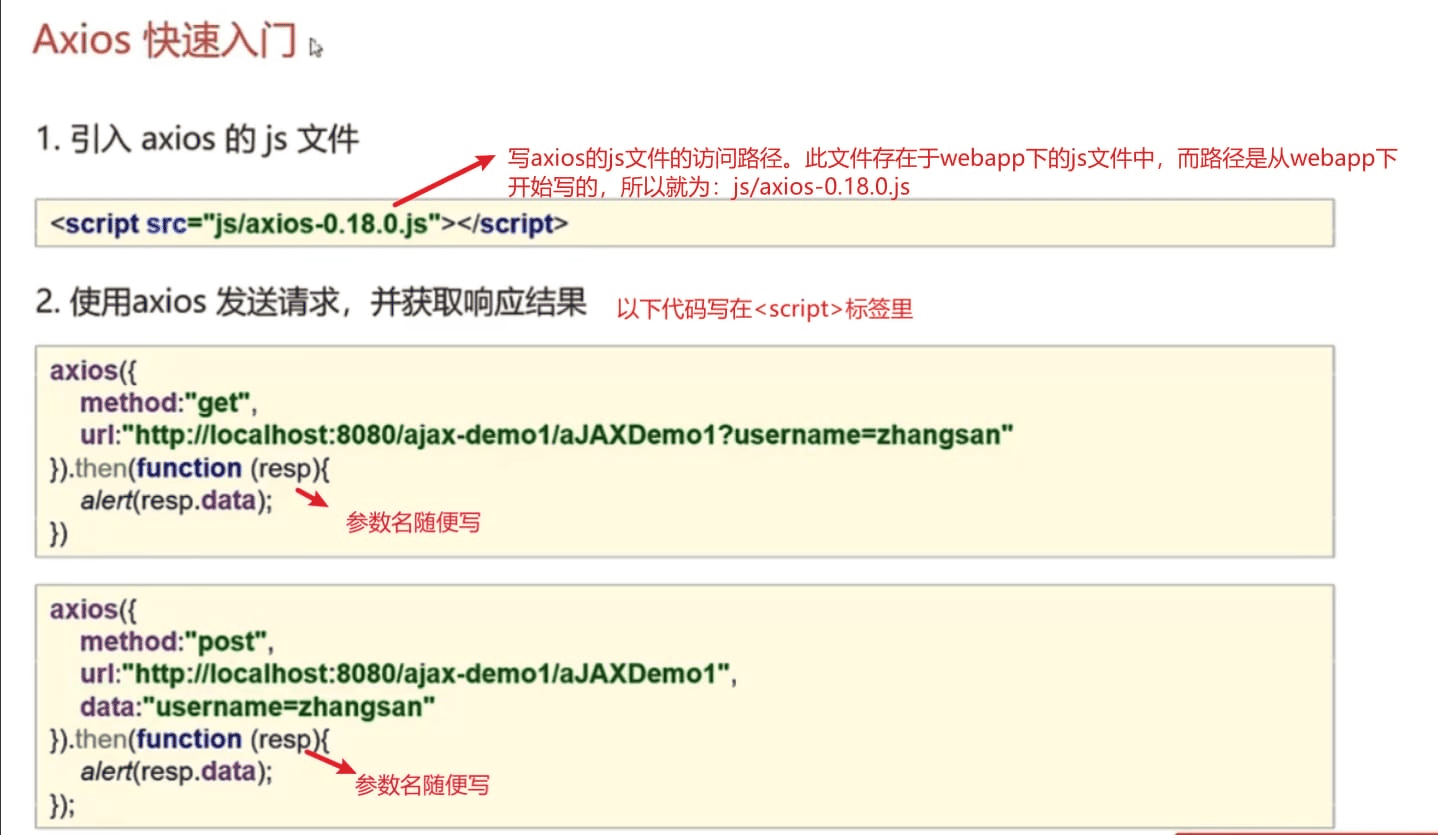 Axios 快速入门
1. 引入 axios 的 js 文件
写axios的js文件的访问路径。此文件存在于webapp下的js文件中，而路径是从webapp下
开始写的，所以就为：js/axios-0.18.0.js
<script src="js/axios-0.18.0.js"></script>
2. 使用axios 发送请求，并获取响应结果
以下代码写在<script>标签里
axios({
method:"get",
url:"http://localhost:8080/ajax-demo1/aJAXDemo1?username=zhangsan"
}).then(function (resp){
alert(resp.data);
参数名随便写
})
axios({
method:"post",
url:"http://localhost:8080/ajax-demo1/aJAXDemo1",
data:"username=zhangsan"
}).then(function (resp){
alert(resp.data);
参数名随便写
});